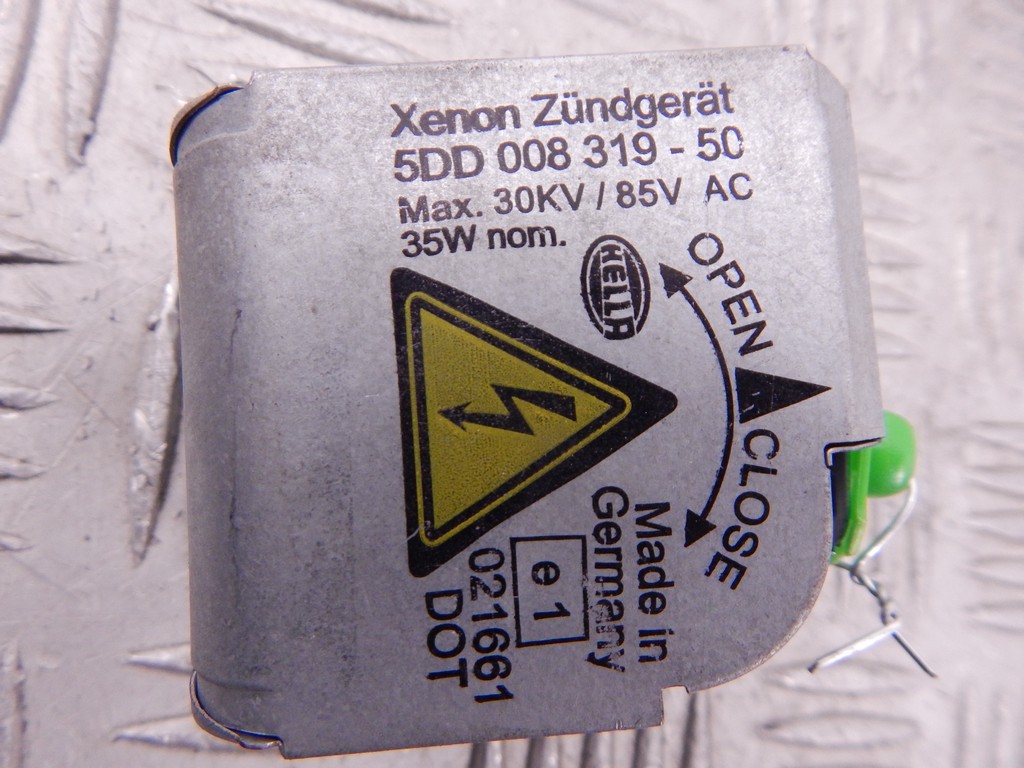 Xenon Zündgerät
5DD 008 319 - 50
Max. 30KV / 85V AC
35W nom.
HELLA
OPEN
CLOSE
Made in
Germany
e 1
021661
DOT